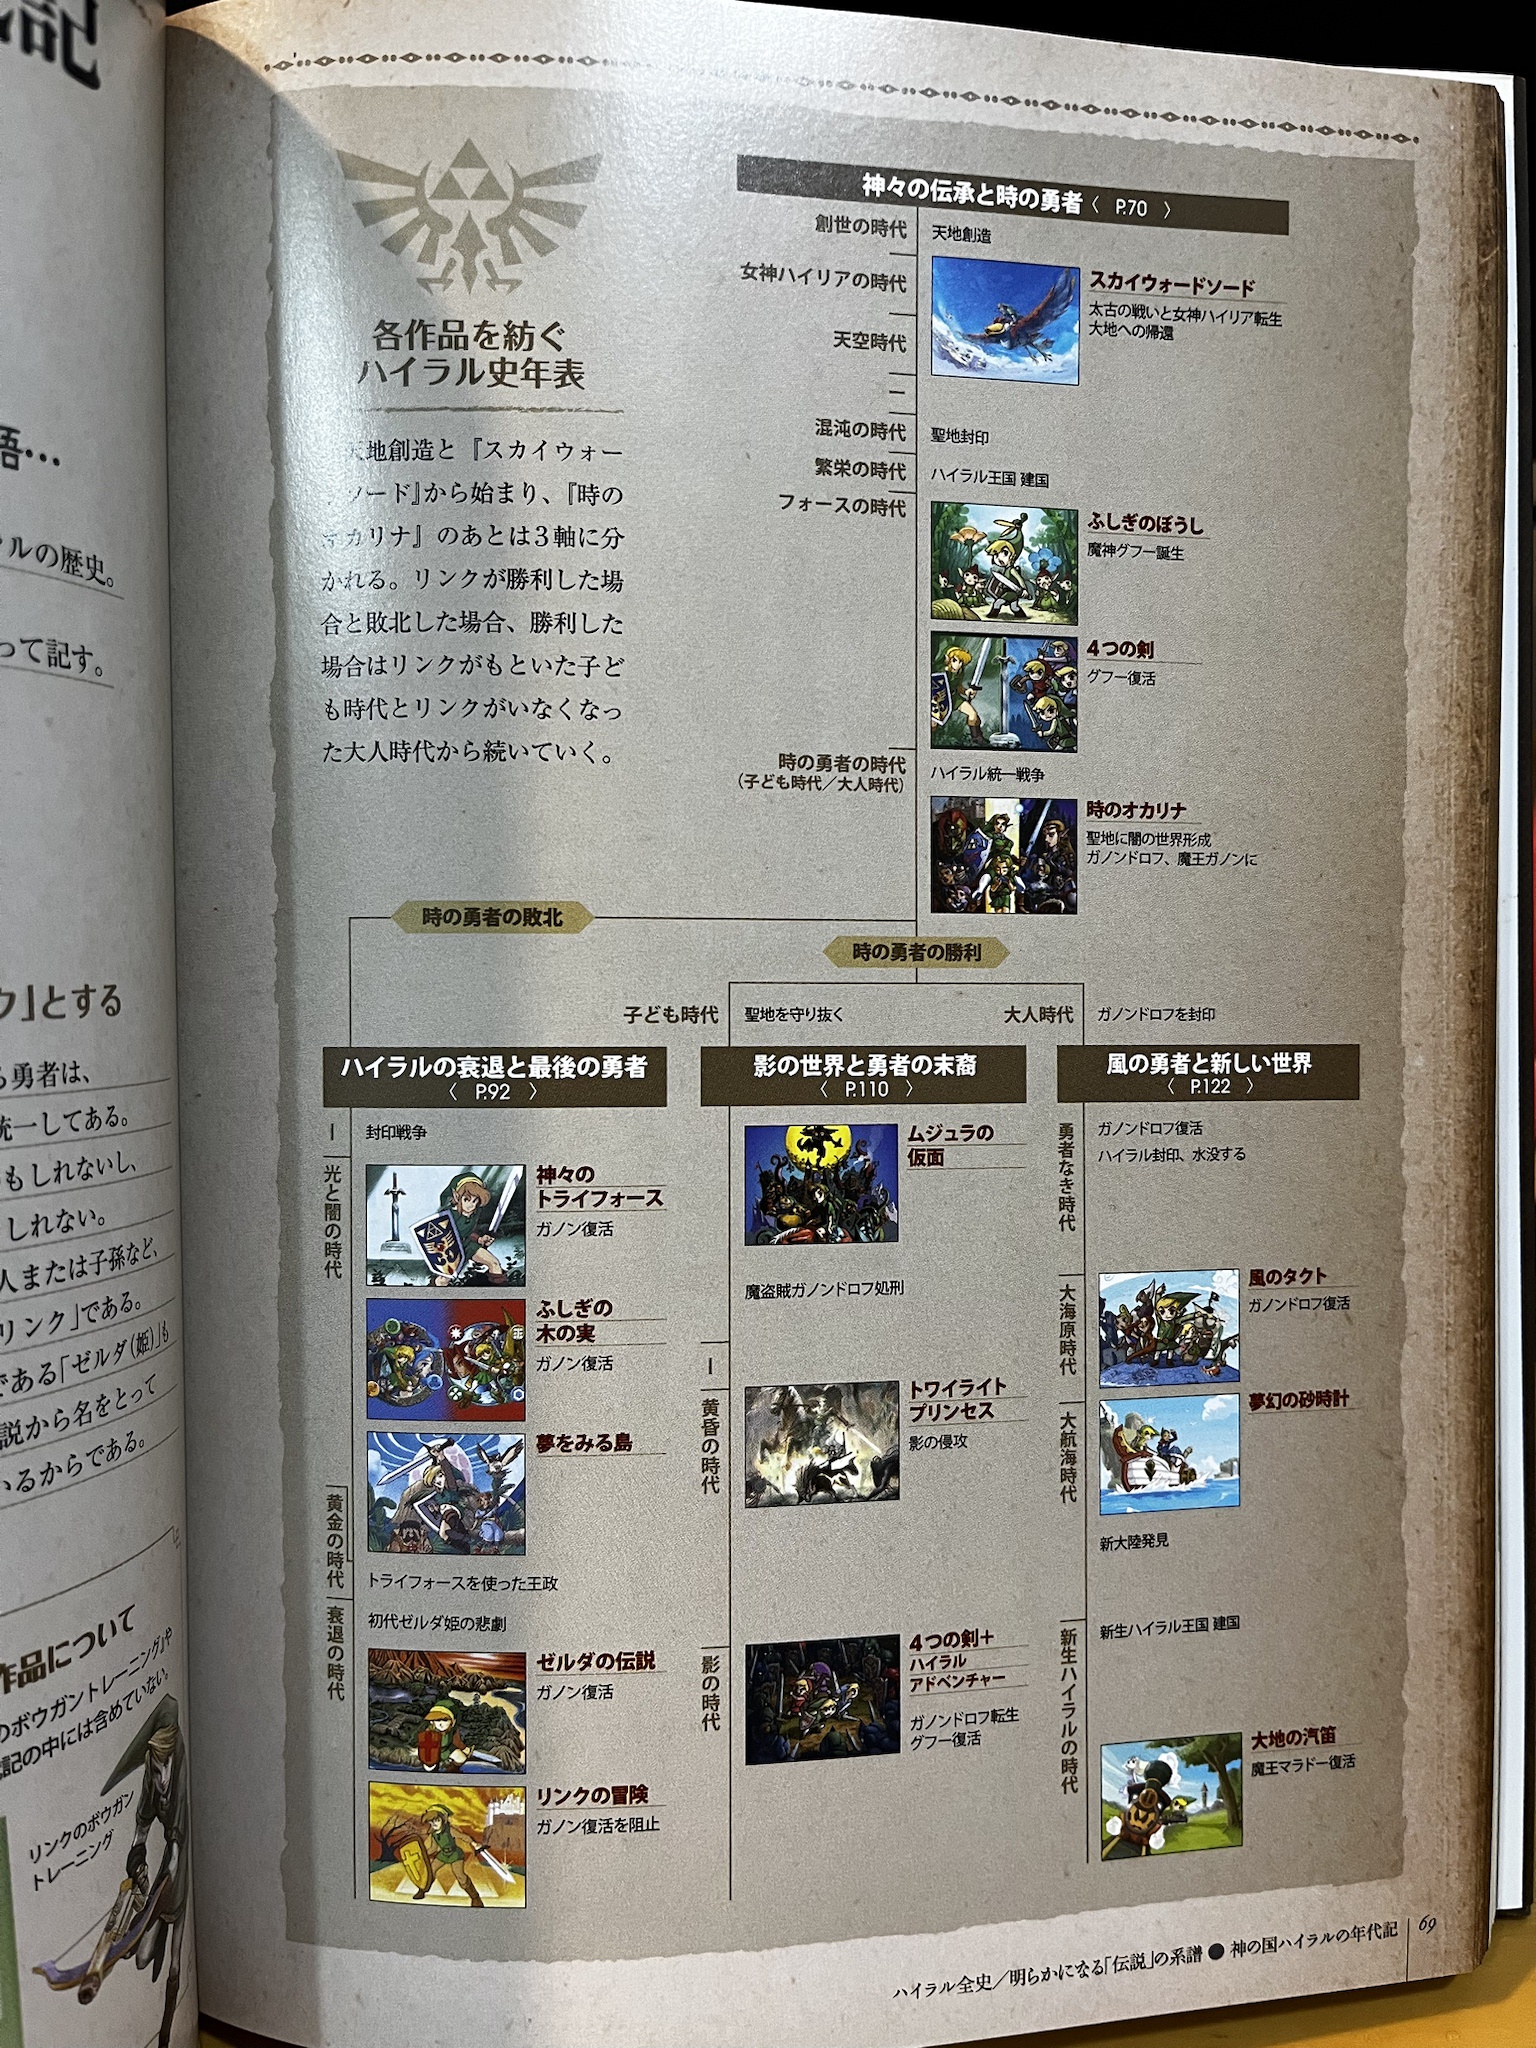 記
語…
ラルの歴史。
って記す。
ク」とする
る勇者は、
統一してある。
かもしれないし、
しれない。
人または子孫など、
リンク」である。
である「ゼルダ(姫)」も
説から名をとって
いるからである。
作品について
のボウガントレーニング』や
記の中には含めていない。
リンクのボウガン
トレーニング
各作品を紡ぐ
ハイラル史年表
天地創造と『スカイウォー
ソード』から始まり、『時の
オカリナ』のあとは3軸に分
かれる。リンクが勝利した場
合と敗北した場合、勝利した
場合はリンクがもといた子ど
も時代とリンクがいなくなっ
た大人時代から続いていく。
神々の伝承と時の勇者〈 P.70 〉
創世の時代
天地創造
女神ハイリアの時代
スカイウォードソード
太古の戦いと女神ハイリア転生
大地への帰還
天空時代
ー
混沌の時代
聖地封印
繁栄の時代
ハイラル王国 建国
フォースの時代
ふしぎのぼうし
魔神グフー誕生
4つの剣
グフー復活
時の勇者の時代
(子ども時代/大人時代)
ハイラル統一戦争
時のオカリナ
聖地に闇の世界形成
ガノンドロフ、魔王ガノンに
時の勇者の敗北
時の勇者の勝利
子ども時代
聖地を守り抜く
大人時代
ガノンドロフを封印
ハイラルの衰退と最後の勇者
〈 P.92 〉
ー
封印戦争
光と闇の時代
神々の
トライフォース
ガノン復活
ふしぎの
木の実
ガノン復活
夢をみる島
黄金の時代
トライフォースを使った王政
衰退の時代
初代ゼルダ姫の悲劇
ゼルダの伝説
ガノン復活
リンクの冒険
ガノン復活を阻止
影の世界と勇者の末裔
〈 P.110 〉
ムジュラの
仮面
魔盗賊ガノンドロフ処刑
ー
黄昏の時代
トワイライト
プリンセス
影の侵攻
影の時代
4つの剣+
ハイラル
アドベンチャー
ガノンドロフ転生
グフー復活
風の勇者と新しい世界
〈 P.122 〉
勇者なき時代
ガノンドロフ復活
ハイラル封印、水没する
大海原時代
風のタクト
ガノンドロフ復活
大航海時代
夢幻の砂時計
新大陸発見
新生ハイラルの時代
新生ハイラル王国 建国
大地の汽笛
魔王マラドー復活
ハイラル全史/明らかになる「伝説」の系譜●神の国ハイラルの年代記
69